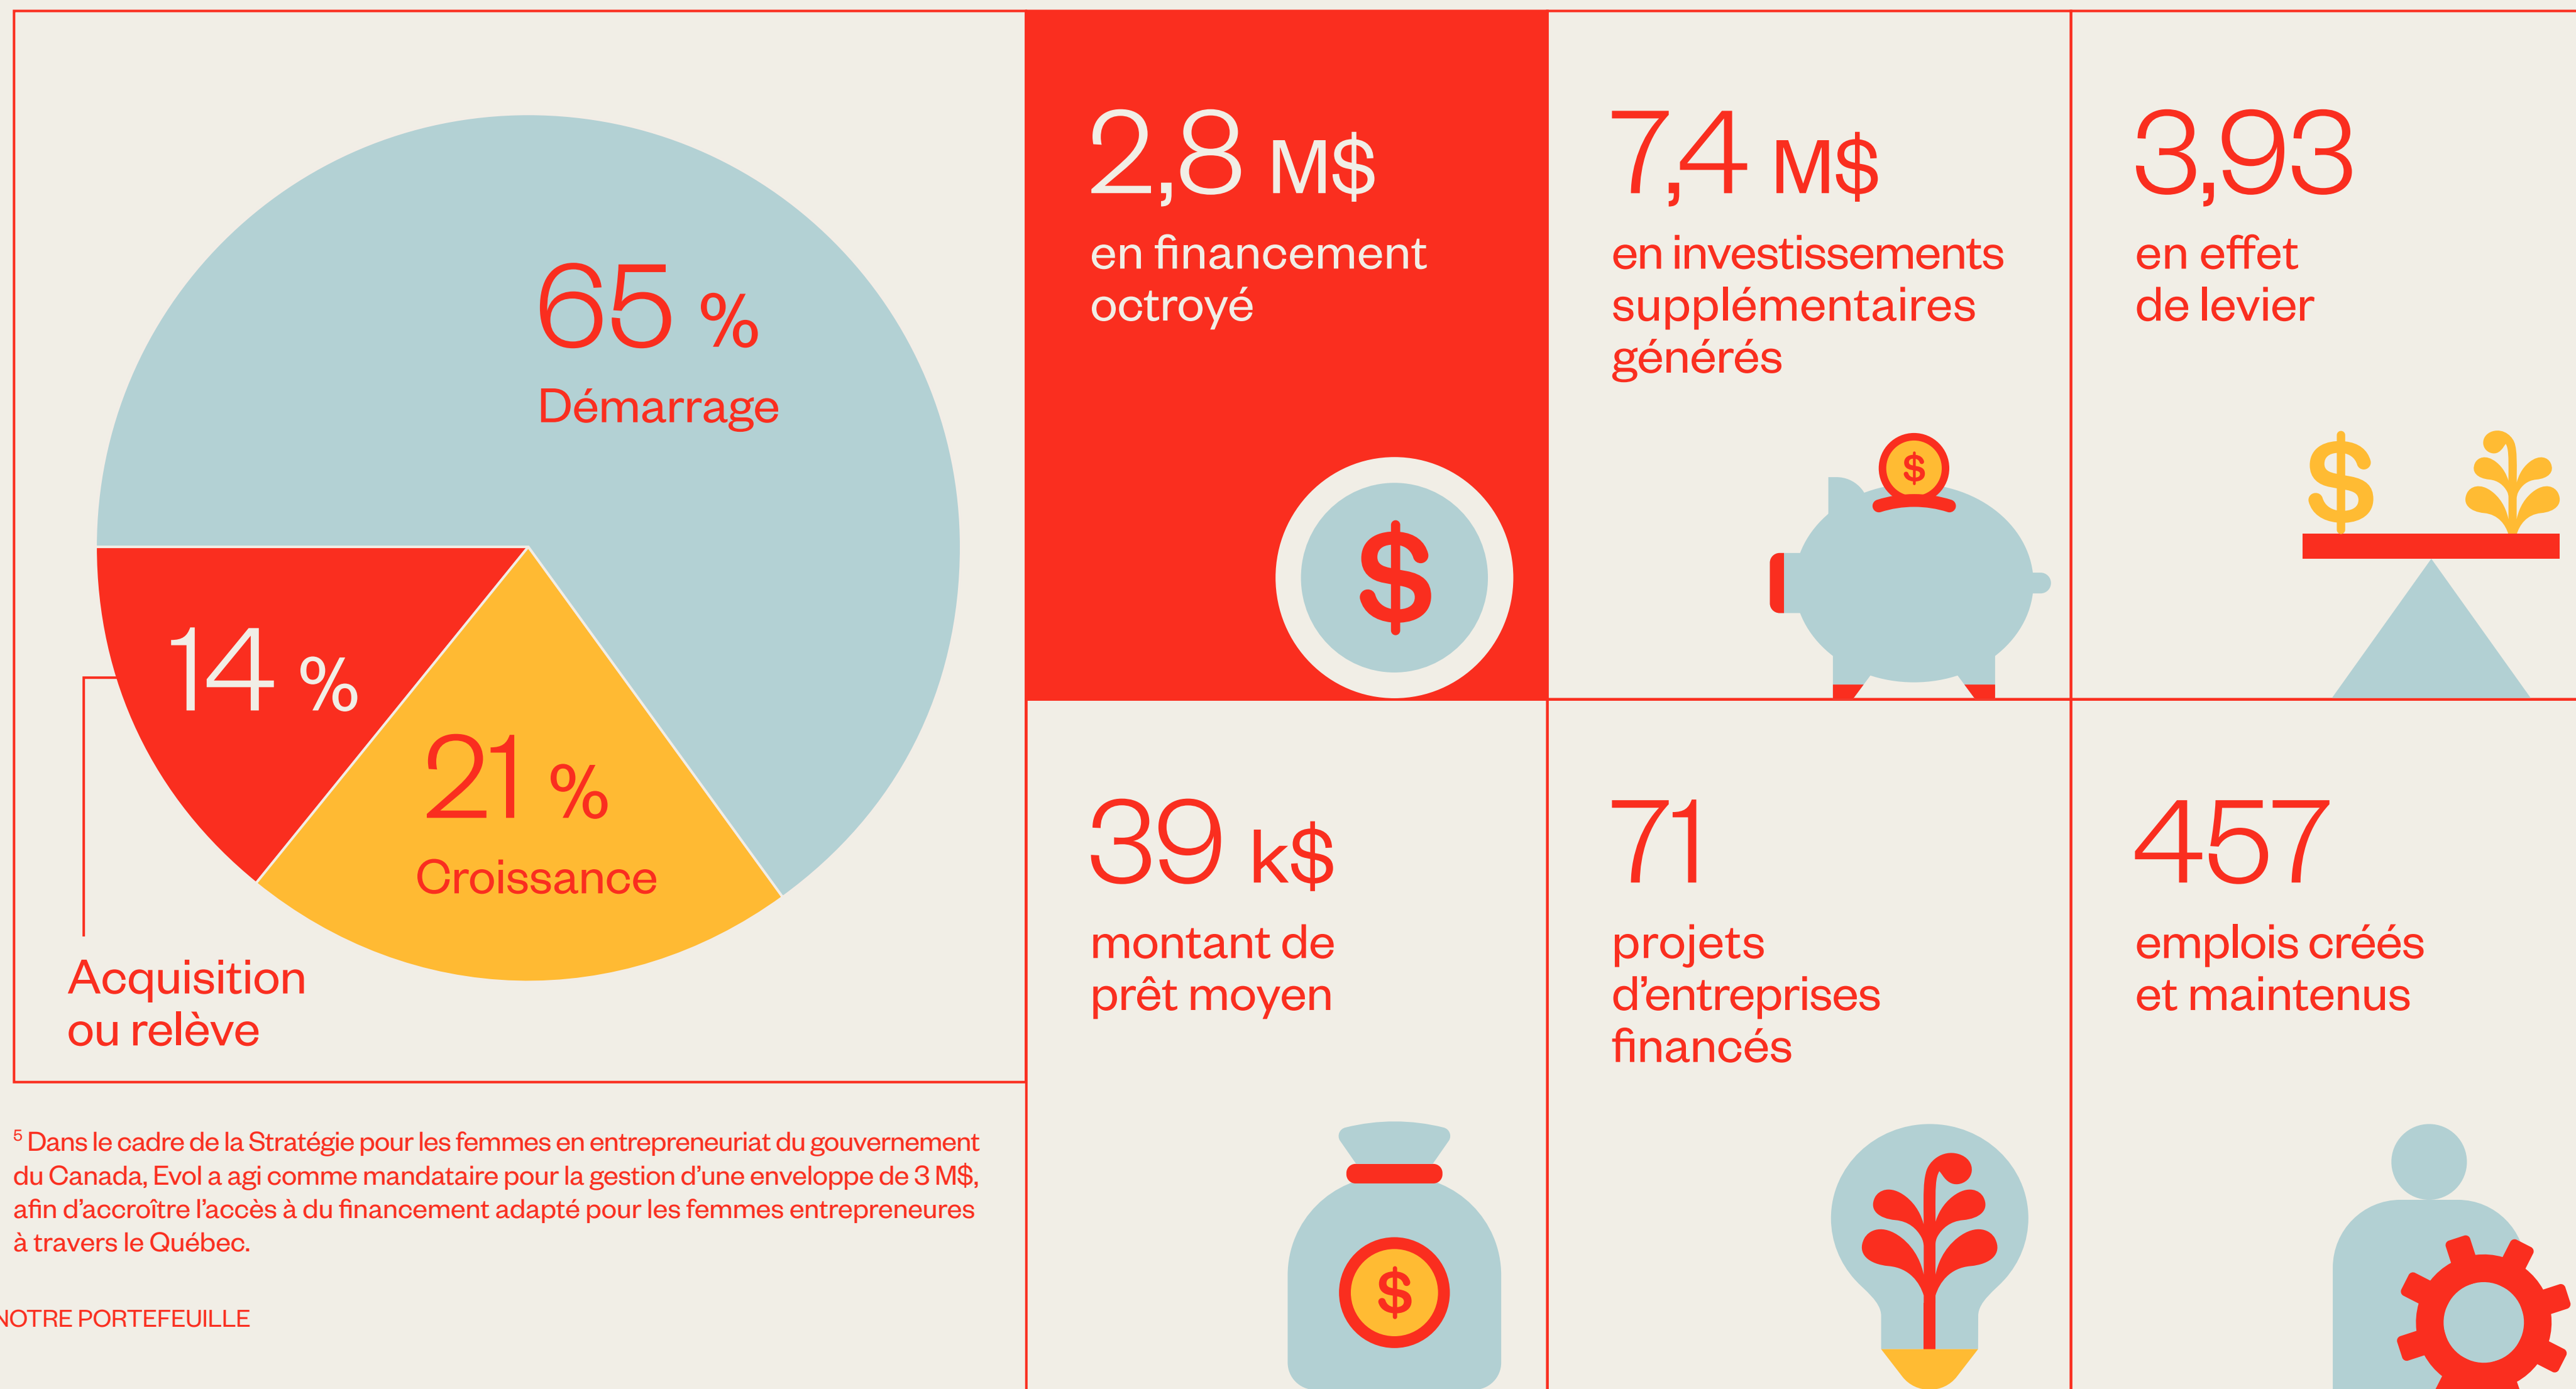 65 %
Démarrage
14 %
21 %
Croissance
Acquisition
ou relève
2,8 M$
en financement
octroyé
$
7,4 M$
en investissements
supplémentaires
générés
$
3,93
en effet
de levier
$
39 k$
montant de
prêt moyen
$
71
projets
d’entreprises
financés
457
emplois créés
et maintenus
⁵ Dans le cadre de la Stratégie pour les femmes en entrepreneuriat du gouvernement
du Canada, Evol a agi comme mandataire pour la gestion d’une enveloppe de 3 M$,
afin d’accroître l’accès à du financement adapté pour les femmes entrepreneures
à travers le Québec.
NOTRE PORTEFEUILLE